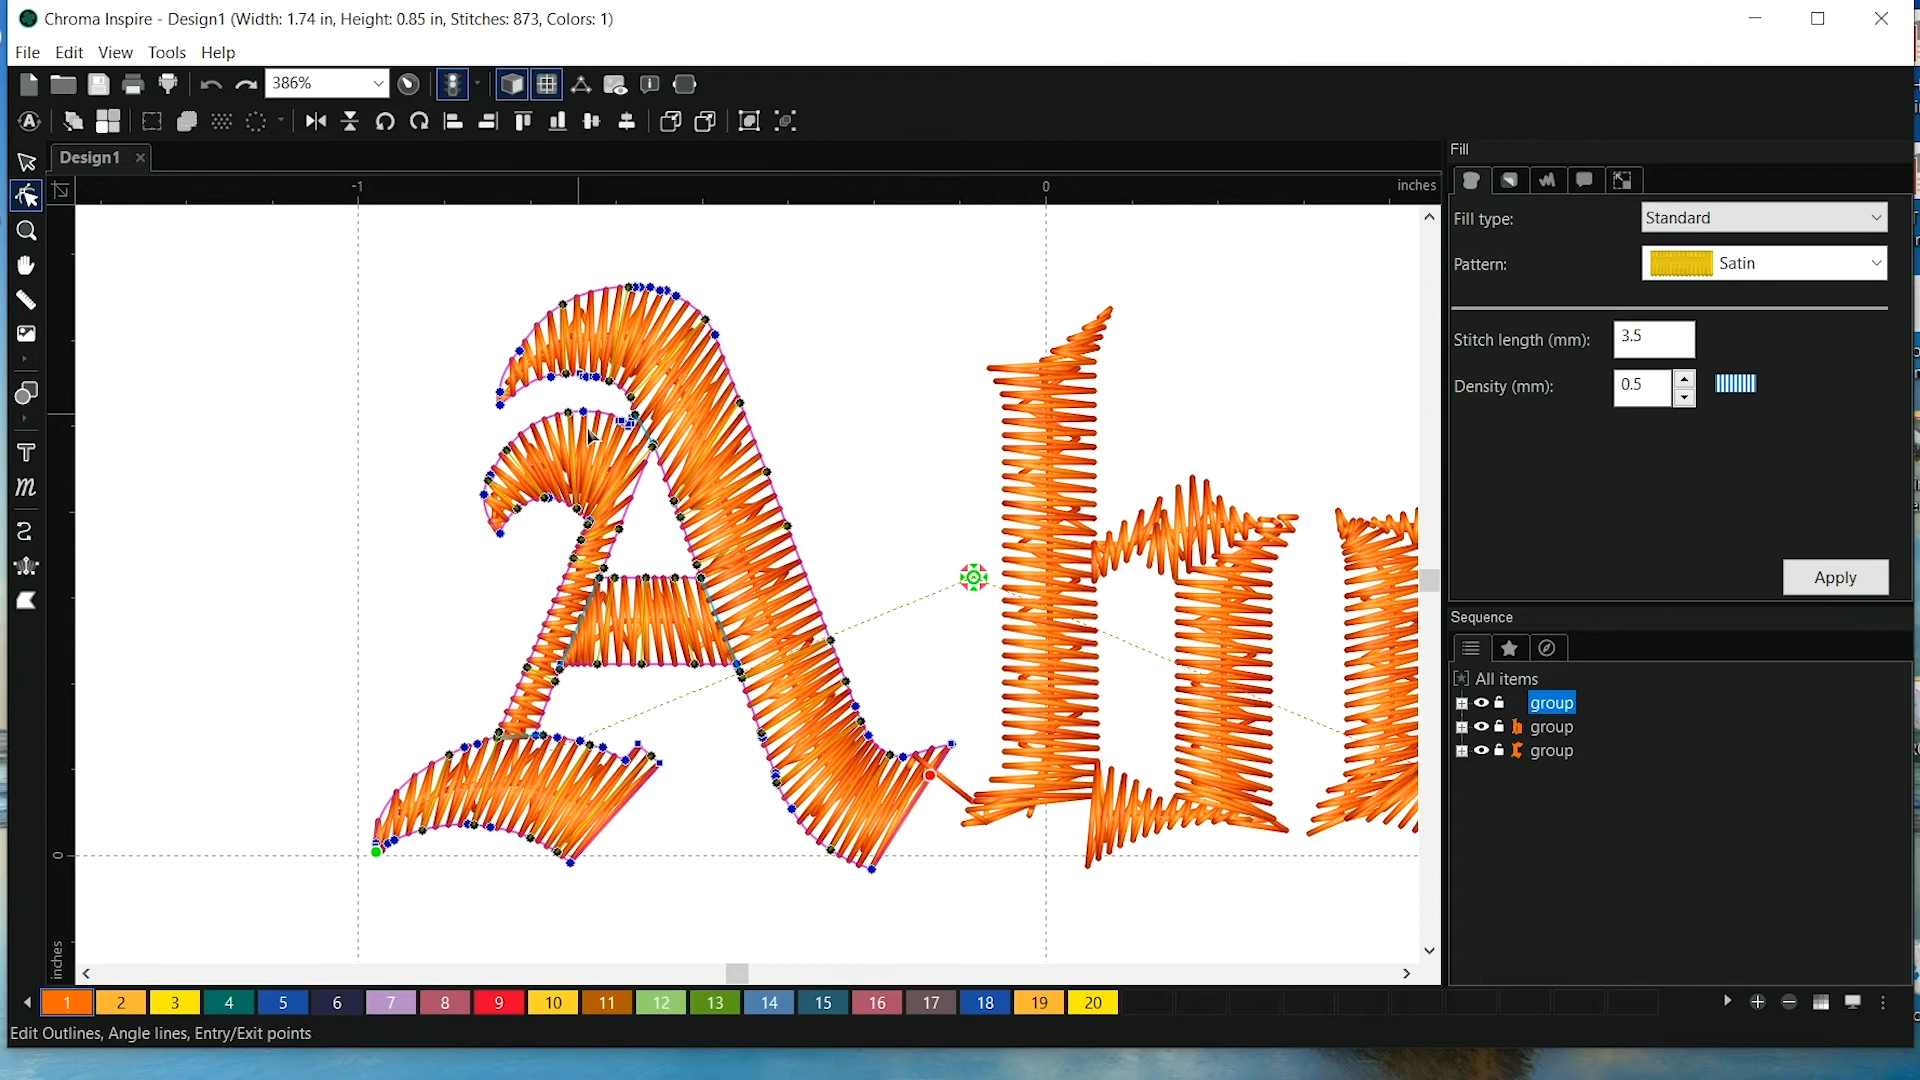 Chroma Inspire - Design1 (Width: 1.74 in, Height: 0.85 in, Stitches: 873, Colors: 1)
File Edit View Tools Help
386%
Design1
-1 0 inches
Fill
Fill type: Standard
Pattern: Satin
Stitch length (mm): 3.5
Density (mm): 0.5
Apply
Sequence
All items
group
group
group
0
inches
1 2 3 4 5 6 7 8 9 10 11 12 13 14 15 16 17 18 19 20
Edit Outlines, Angle lines, Entry/Exit points